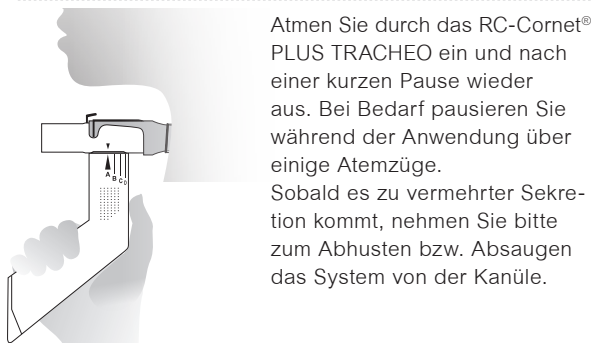 Atmen Sie durch das RC-Cornet®
PLUS TRACHEO ein und nach
einer kurzen Pause wieder
aus. Bei Bedarf pausieren Sie
während der Anwendung über
einige Atemzüge.
Sobald es zu vermehrter Sekre-
tion kommt, nehmen Sie bitte
zum Abhusten bzw. Absaugen
das System von der Kanüle.
A B C D